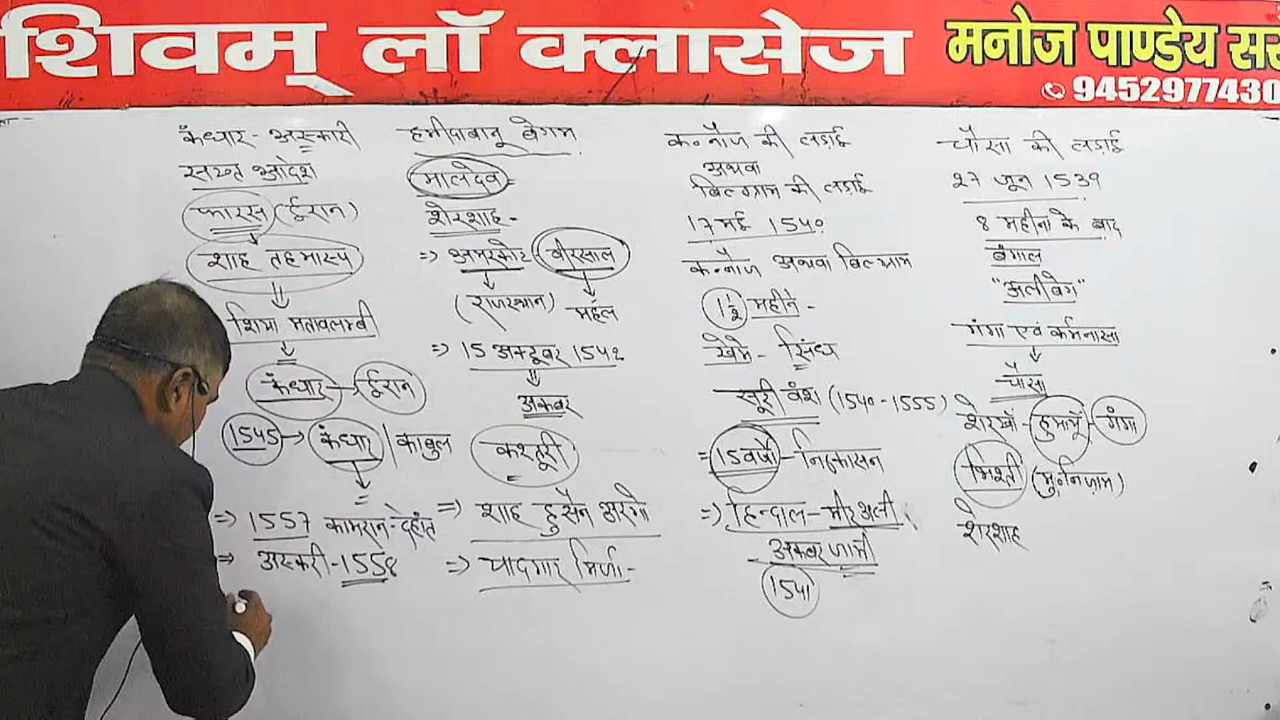 शिवम् लॉ क्लासेज
मनोज पाण्डेय सर
9452977430
कंधार - अस्कारी
सख्त आदेश
फारस (ईरान)
शाह तहमास्प
शिया मतावलम्बी
कंधार → ईरान
1545 → कंधार | काबुल
⇒ 1557 कामरान - देहांत
⇒ अस्करी - 1558
हमीदाबानू बेगम
मालदेव
शेरशाह -
⇒ अमरकोट (वीरसाल
(राजस्थान) महल
⇒ 15 अक्टूबर 1542
अकबर
कस्तूरी
⇒ शाह हुसैन अरगो
⇒ यादगार मिर्जा -
कन्नौज की लड़ाई
अथवा
बिलग्राम की लड़ाई
17 मई 1540
कन्नौज अथवा बिलग्राम
1½ महीने -
खेमे - सिंध
सूरी वंश (1540 - 1555)
= 15 वर्षों - निष्कासन
⇒ हिन्दाल - मीर अली
अकबर जामी
1541
चौसा की लड़ाई
27 जून 1539
8 महीना के बाद
बंगाल
"अलीबेग"
गंगा एवं कर्मनासा
चौसा
शेरखाँ - हुमायूँ - गंगा
भिश्ती (मु. निज़ाम)
शेरशाह